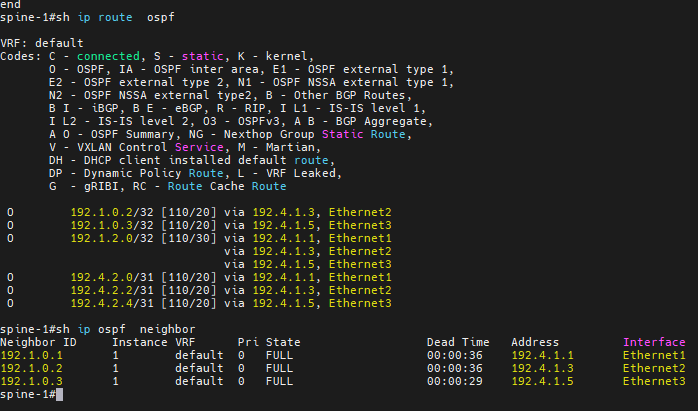 end
spine-1#sh ip route  ospf

VRF: default
Codes: C - connected, S - static, K - kernel,
       O - OSPF, IA - OSPF inter area, E1 - OSPF external type 1,
       E2 - OSPF external type 2, N1 - OSPF NSSA external type 1,
       N2 - OSPF NSSA external type2, B - Other BGP Routes,
       B I - iBGP, B E - eBGP, R - RIP, I L1 - IS-IS level 1,
       I L2 - IS-IS level 2, O3 - OSPFv3, A B - BGP Aggregate,
       A O - OSPF Summary, NG - Nexthop Group Static Route,
       V - VXLAN Control Service, M - Martian,
       DH - DHCP client installed default route,
       DP - Dynamic Policy Route, L - VRF Leaked,
       G  - gRIBI, RC - Route Cache Route

 O        192.1.0.2/32 [110/20] via 192.4.1.3, Ethernet2
 O        192.1.0.3/32 [110/20] via 192.4.1.5, Ethernet3
 O        192.1.2.0/32 [110/30] via 192.4.1.1, Ethernet1
                                via 192.4.1.3, Ethernet2
                                via 192.4.1.5, Ethernet3
 O        192.4.2.0/31 [110/20] via 192.4.1.1, Ethernet1
 O        192.4.2.2/31 [110/20] via 192.4.1.3, Ethernet2
 O        192.4.2.4/31 [110/20] via 192.4.1.5, Ethernet3

spine-1#sh ip ospf  neighbor
Neighbor ID     Instance VRF      Pri State                  Dead Time   Address         Interface
192.1.0.1       1        default  0   FULL                   00:00:36    192.4.1.1       Ethernet1
192.1.0.2       1        default  0   FULL                   00:00:36    192.4.1.3       Ethernet2
192.1.0.3       1        default  0   FULL                   00:00:29    192.4.1.5       Ethernet3
spine-1#